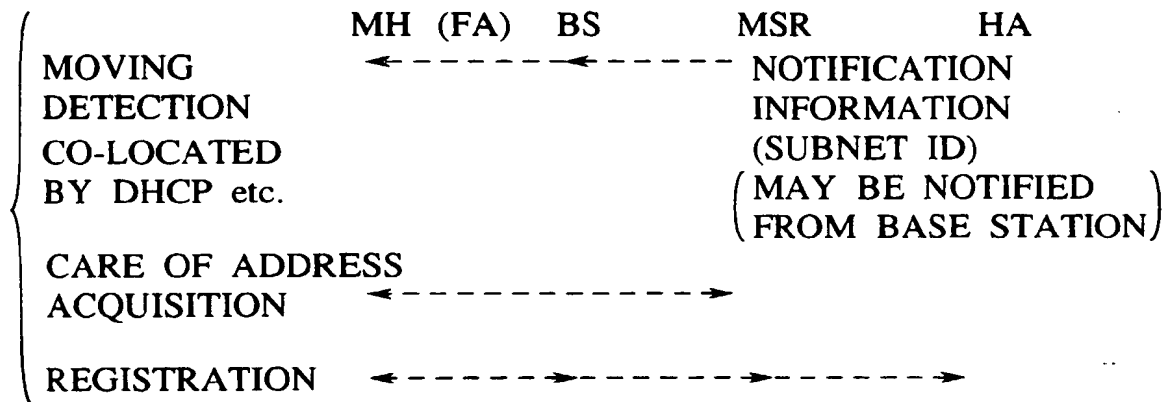 MH (FA) BS MSR HA
MOVING NOTIFICATION
DETECTION INFORMATION
CO-LOCATED (SUBNET ID)
BY DHCP etc. (MAY BE NOTIFIED
FROM BASE STATION)
CARE OF ADDRESS
ACQUISITION
REGISTRATION